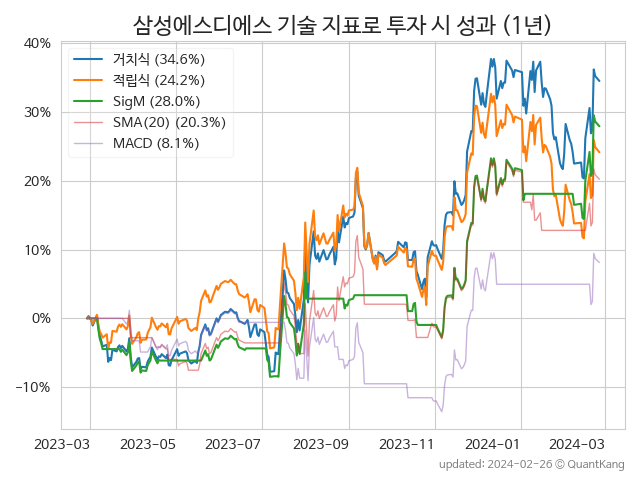 삼성에스디에스 기술 지표로 투자 시 성과 (1년)
40%
30%
20%
10%
0%
−10%
거치식 (34.6%)
적립식 (24.2%)
SigM (28.0%)
SMA(20) (20.3%)
MACD (8.1%)
2023-03 2023-05 2023-07 2023-09 2023-11 2024-01 2024-03
updated: 2024-02-26 © QuantKang